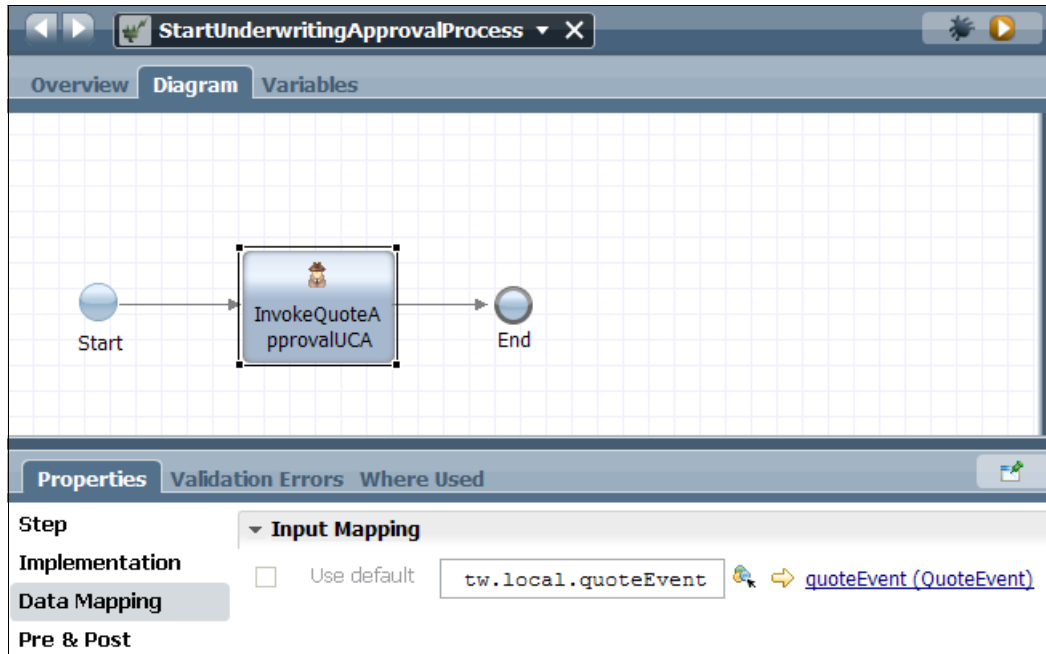 StartUnderwritingApprovalProcess
Overview Diagram Variables
InvokeQuoteA
pprovalUCA
Start
End
Properties Validation Errors Where Used
Step
Input Mapping
Implementation
Use default tw.local.quoteEvent quoteEvent (QuoteEvent)
Data Mapping
Pre & Post